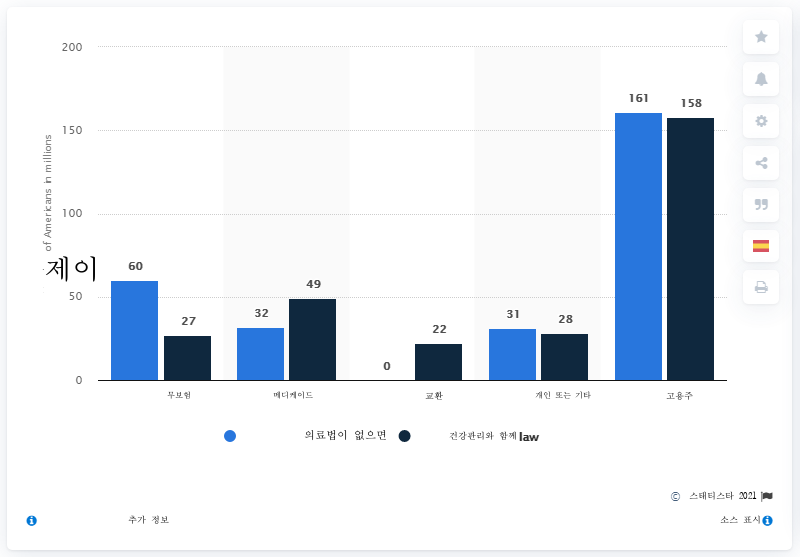 200
150
100
50
0
of Americans in millions
제이
60
27
32
49
0
22
31
28
161
158
무보험
메디케이드
교환
개인 또는 기타
고용주
의료법이 없으면
건강관리와 함께 law
© 스태티스타 2021
추가 정보
소스 표시